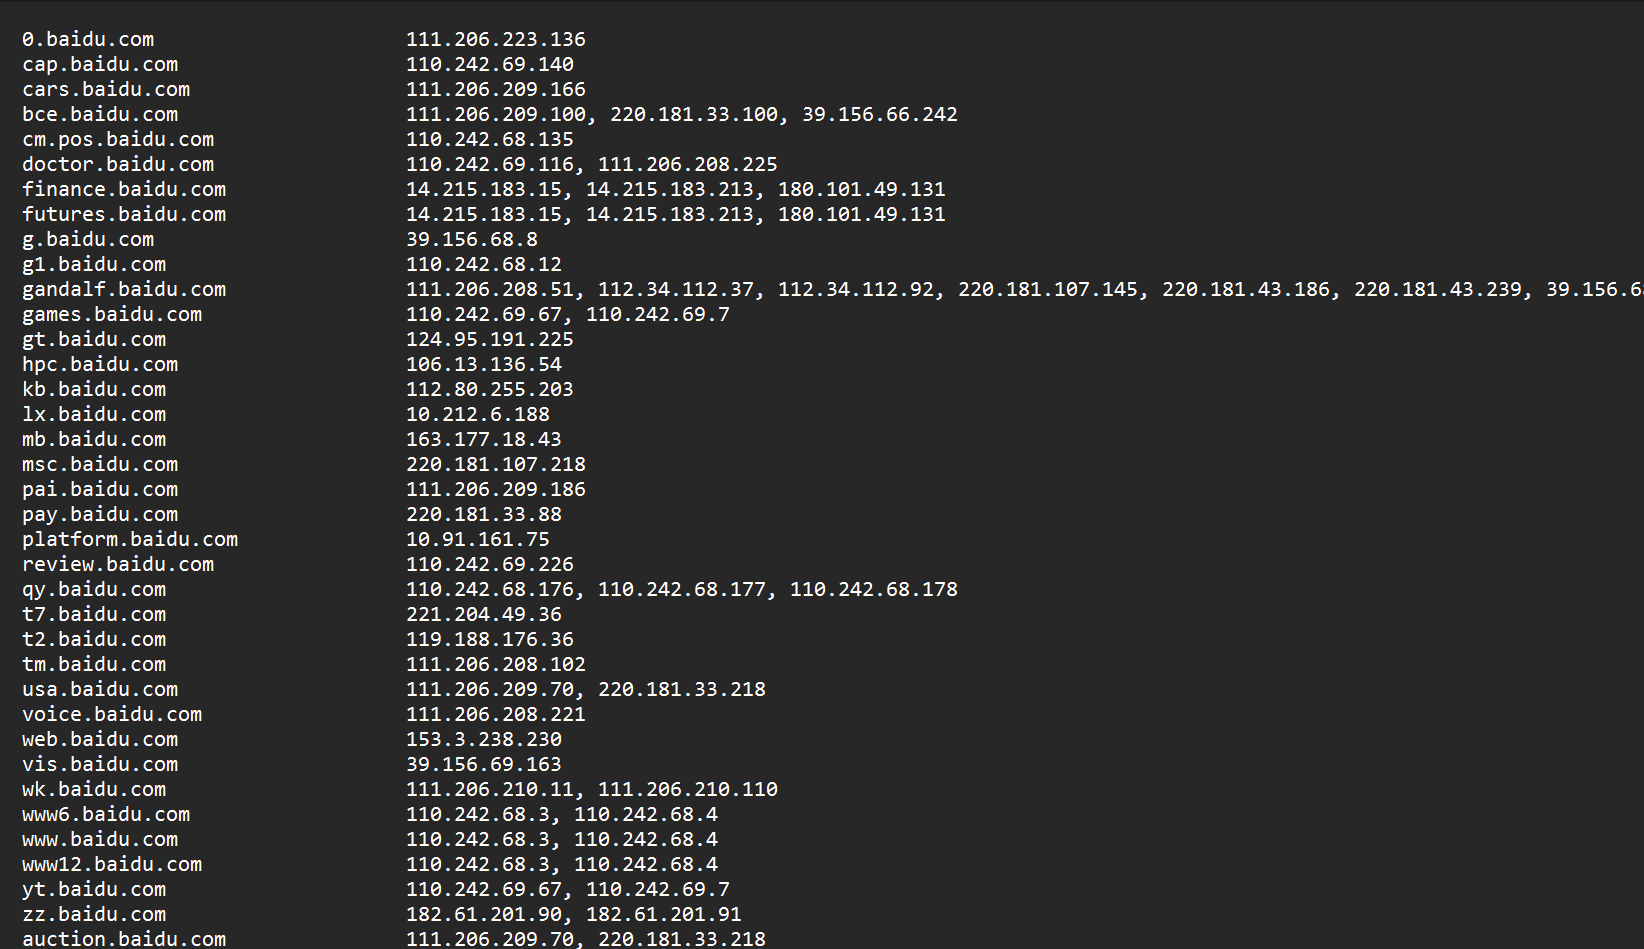 0.baidu.com 111.206.223.136
cap.baidu.com 110.242.69.140
cars.baidu.com 111.206.209.166
bce.baidu.com 111.206.209.100, 220.181.33.100, 39.156.66.242
cm.pos.baidu.com 110.242.68.135
doctor.baidu.com 110.242.69.116, 111.206.208.225
finance.baidu.com 14.215.183.15, 14.215.183.213, 180.101.49.131
futures.baidu.com 14.215.183.15, 14.215.183.213, 180.101.49.131
g.baidu.com 39.156.68.8
g1.baidu.com 110.242.68.12
gandalf.baidu.com 111.206.208.51, 112.34.112.37, 112.34.112.92, 220.181.107.145, 220.181.43.186, 220.181.43.239,
games.baidu.com 110.242.69.67, 110.242.69.7
gt.baidu.com 124.95.191.225
hpc.baidu.com 106.13.136.54
kb.baidu.com 112.80.255.203
lx.baidu.com 10.212.6.188
mb.baidu.com 163.177.18.43
msc.baidu.com 220.181.107.218
pai.baidu.com 111.206.209.186
pay.baidu.com 220.181.33.88
platform.baidu.com 10.91.161.75
review.baidu.com 110.242.69.226
qy.baidu.com 110.242.68.176, 110.242.68.177, 110.242.68.178
t7.baidu.com 221.204.49.36
t2.baidu.com 119.188.176.36
tm.baidu.com 111.206.208.102
usa.baidu.com 111.206.209.70, 220.181.33.218
voice.baidu.com 111.206.208.221
web.baidu.com 153.3.238.230
vis.baidu.com 39.156.69.163
wk.baidu.com 111.206.210.11, 111.206.210.110
www6.baidu.com 110.242.68.3, 110.242.68.4
www.baidu.com 110.242.68.3, 110.242.68.4
www12.baidu.com 110.242.68.3, 110.242.68.4
yt.baidu.com 110.242.69.67, 110.242.69.7
zz.baidu.com 182.61.201.90, 182.61.201.91
auction.baidu.com 111.206.209.70, 220.181.33.218